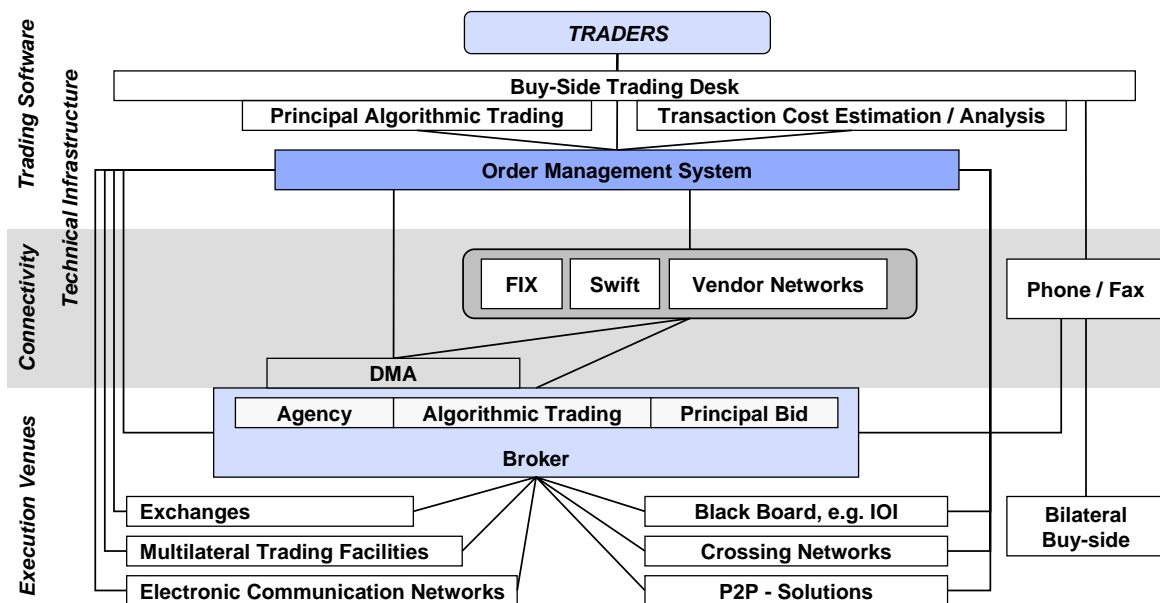 TRADERS
Trading Software
Technical Infrastructure
Buy-Side Trading Desk
Principal Algorithmic Trading
Transaction Cost Estimation / Analysis
Order Management System
Connectivity
FIX
Swift
Vendor Networks
Phone / Fax
DMA
Agency
Algorithmic Trading
Principal Bid
Broker
Execution Venues
Exchanges
Black Board, e.g. IOI
Multilateral Trading Facilities
Crossing Networks
Electronic Communication Networks
P2P - Solutions
Bilateral
Buy-side